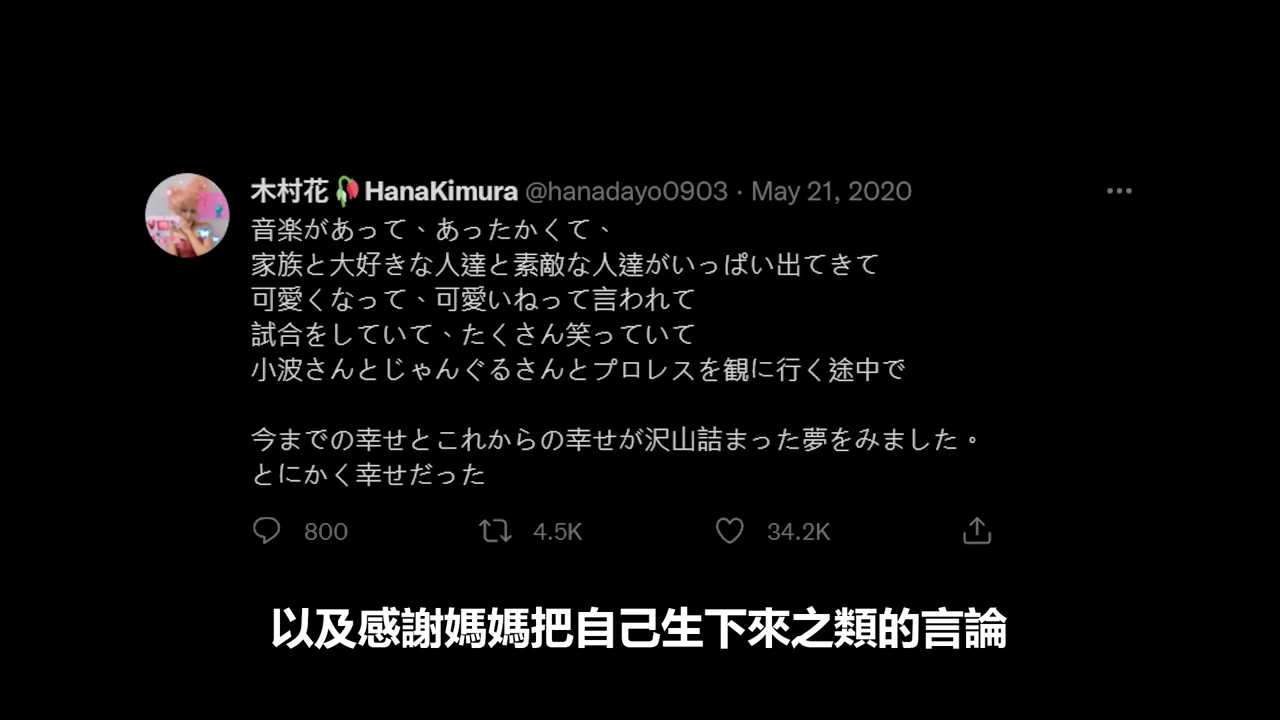 木村花🥀HanaKimura @hanadayo0903 · May 21, 2020
音楽があって、あったかくて、
家族と大好きな人達と素敵な人達がいっぱい出てきて
可愛くなって、可愛いねって言われて
試合をしていて、たくさん笑っていて
小波さんとじゃんぐるさんとプロレスを観に行く途中で
今までの幸せとこれからの幸せが沢山詰まった夢をみました。
とにかく幸せだった
800 4.5K 34.2K
以及感謝媽媽把自己生下來之類的言論